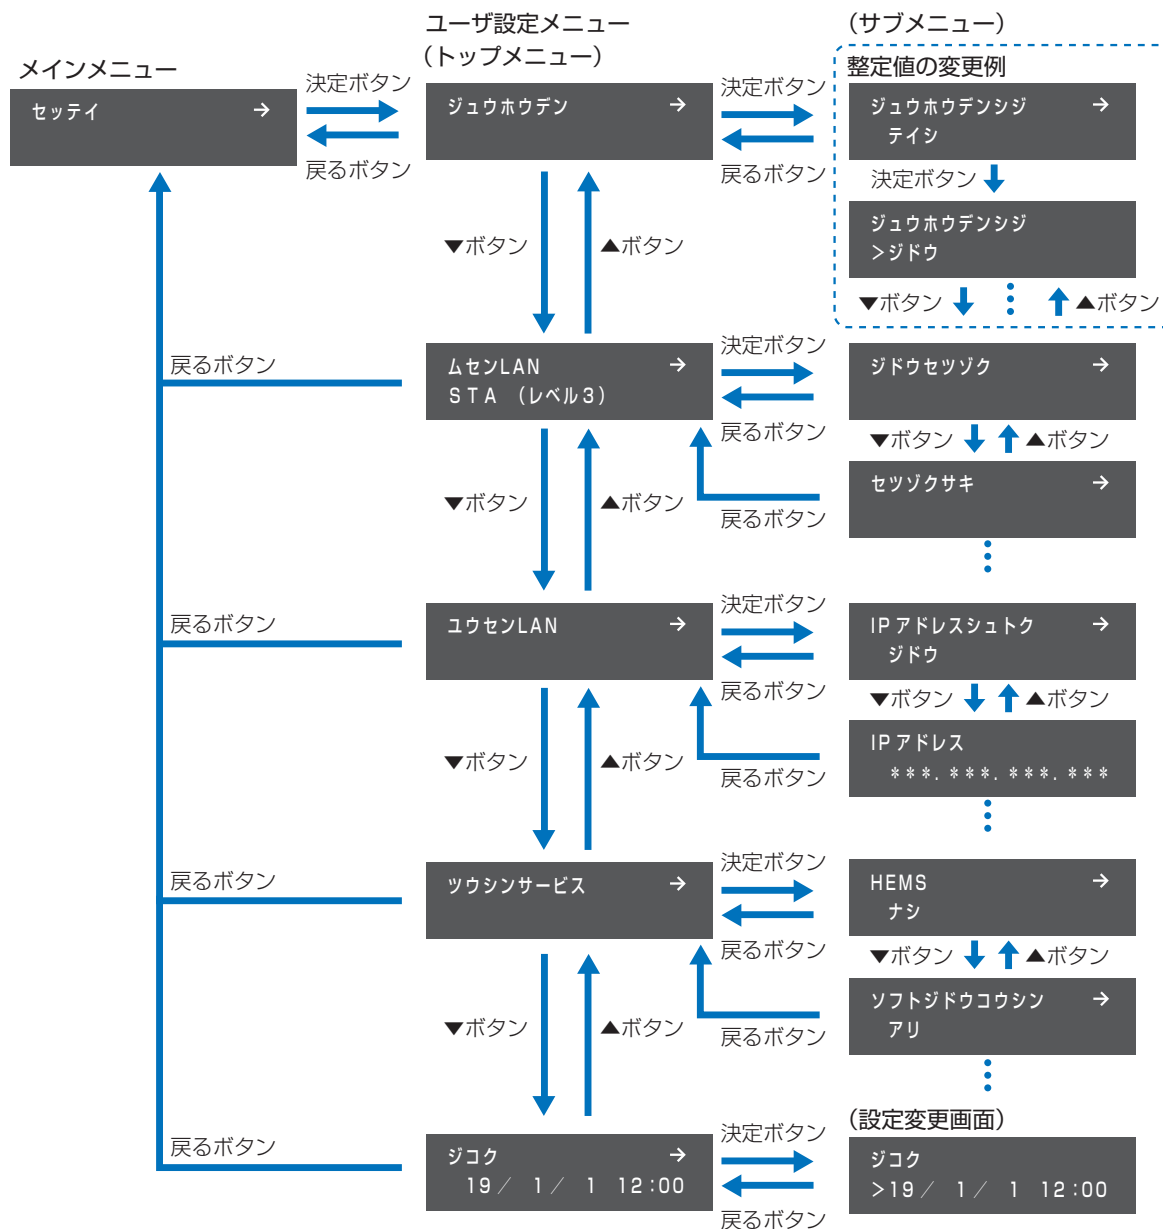 ユーザ設定メニュー
(トップメニュー)
(サブメニュー)
メインメニュー
整定値の変更例
セッテイ →
決定ボタン
戻るボタン
ジュウホウデン →
決定ボタン
戻るボタン
ジュウホウデンシジ →
テイシ
決定ボタン
ジュウホウデンシジ
>ジドウ
▼ボタン
▲ボタン
▼ボタン
▲ボタン
戻るボタン
ムセンLAN →
STA (レベル3)
決定ボタン
戻るボタン
ジドウセツゾク →
▼ボタン
▲ボタン
セツゾクサキ →
戻るボタン
▼ボタン
▲ボタン
戻るボタン
ユウセンLAN →
決定ボタン
戻るボタン
IPアドレスシュトク →
ジドウ
▼ボタン
▲ボタン
IPアドレス
***.***.***.***
戻るボタン
▼ボタン
▲ボタン
戻るボタン
ツウシンサービス →
決定ボタン
戻るボタン
HEMS →
ナシ
▼ボタン
▲ボタン
ソフトジドウコウシン →
アリ
戻るボタン
▼ボタン
▲ボタン
戻るボタン
ジコク →
19/ 1/ 1 12:00
決定ボタン
戻るボタン
(設定変更画面)
ジコク
>19/ 1/ 1 12:00